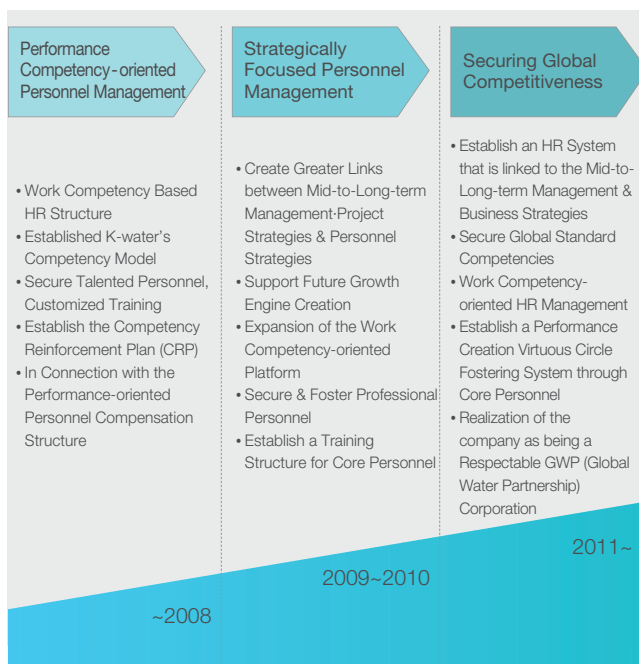 Performance
Competency-oriented
Personnel Management
• Work Competency Based
HR Structure
• Established K-water's
Competency Model
• Secure Talented Personnel,
Customized Training
• Establish the Competency
Reinforcement Plan (CRP)
• In Connection with the
Performance-oriented
Personnel Compensation
Structure
~2008
Strategically
Focused Personnel
Management
• Create Greater Links
between Mid-to-Long-term
Management·Project
Strategies & Personnel
Strategies
• Support Future Growth
Engine Creation
• Expansion of the Work
Competency-oriented
Platform
• Secure & Foster Professional
Personnel
• Establish a Training
Structure for Core Personnel
2009~2010
Securing Global
Competitiveness
• Establish an HR System
that is linked to the Mid-to-
Long-term Management &
Business Strategies
• Secure Global Standard
Competencies
• Work Competency-
oriented HR Management
• Establish a Performance
Creation Virtuous Circle
Fostering System through
Core Personnel
• Realization of the
company as being a
Respectable GWP (Global
Water Partnership)
Corporation
2011~